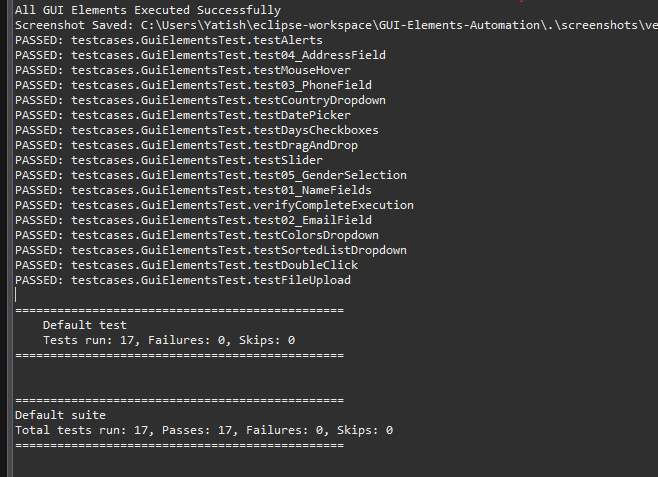 All GUI Elements Executed Successfully
Screenshot Saved: C:\Users\Yatish\eclipse-workspace\GUI-Elements-Automation\.\screenshots\ve
PASSED: testcases.GuiElementsTest.testAlerts
PASSED: testcases.GuiElementsTest.test04_AddressField
PASSED: testcases.GuiElementsTest.testMouseHover
PASSED: testcases.GuiElementsTest.test03_PhoneField
PASSED: testcases.GuiElementsTest.testCountryDropdown
PASSED: testcases.GuiElementsTest.testDatePicker
PASSED: testcases.GuiElementsTest.testDaysCheckboxes
PASSED: testcases.GuiElementsTest.testDragAndDrop
PASSED: testcases.GuiElementsTest.testSlider
PASSED: testcases.GuiElementsTest.test05_GenderSelection
PASSED: testcases.GuiElementsTest.test01_NameFields
PASSED: testcases.GuiElementsTest.verifyCompleteExecution
PASSED: testcases.GuiElementsTest.test02_EmailField
PASSED: testcases.GuiElementsTest.testColorsDropdown
PASSED: testcases.GuiElementsTest.testSortedListDropdown
PASSED: testcases.GuiElementsTest.testDoubleClick
PASSED: testcases.GuiElementsTest.testFileUpload
===============================================
Default test
Tests run: 17, Failures: 0, Skips: 0
===============================================
===============================================
Default suite
Total tests run: 17, Passes: 17, Failures: 0, Skips: 0
===============================================